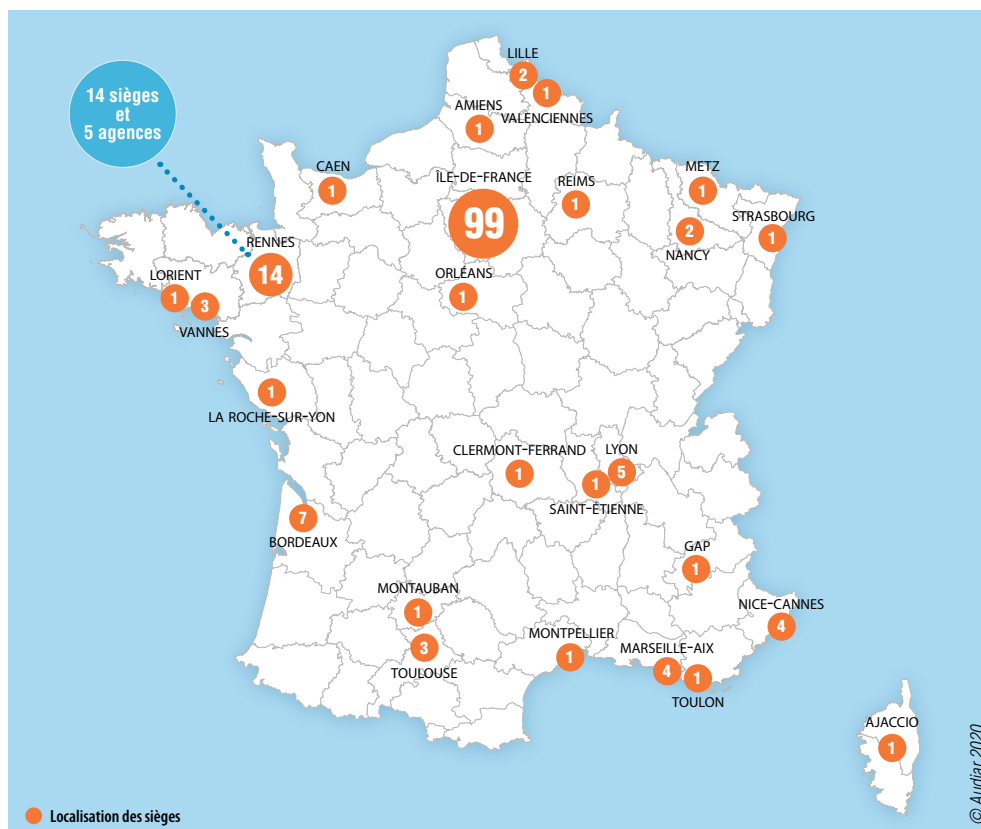 LILLE
2
1
VALENCIENNES
14 sièges
et
5 agences
AMIENS
1
CAEN
1
ÎLE-DE-FRANCE
99
REIMS
1
METZ
1
STRASBOURG
1
2
NANCY
RENNES
14
ORLÉANS
1
LORIENT
1
3
VANNES
1
LA ROCHE-SUR-YON
CLERMONT-FERRAND
1
LYON
5
1
SAINT-ÉTIENNE
7
BORDEAUX
GAP
1
MONTAUBAN
1
3
TOULOUSE
MONTPELLIER
1
NICE-CANNES
4
MARSEILLE-AIX
4
1
TOULON
AJACCIO
1
Localisation des sièges
© Audiar 2020